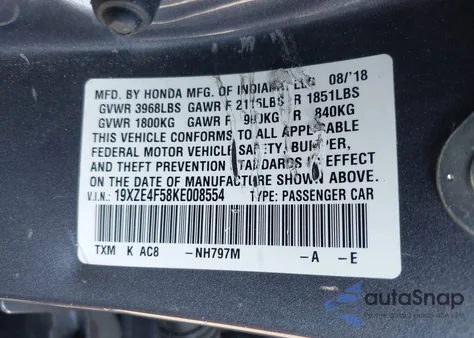 MFD. BY HONDA MFG. OF INDIANA LLC 08/'18
GVWR 3968LBS GAWR F LBS R 1851LBS
GVWR 1800KG GAWR F KG R 840KG
THIS VEHICLE CONFORMS TO ALL APPLICABLE
FEDERAL MOTOR VEHICLE SAFETY, BUMPER,
AND THEFT PREVENTION STANDARDS IN EFFECT
ON THE DATE OF MANUFACTURE SHOWN ABOVE.
V.I.N.: 19XZE4F58KE008554 TYPE: PASSENGER CAR
TXM K AC8 -NH797M -A -E
autoSnap